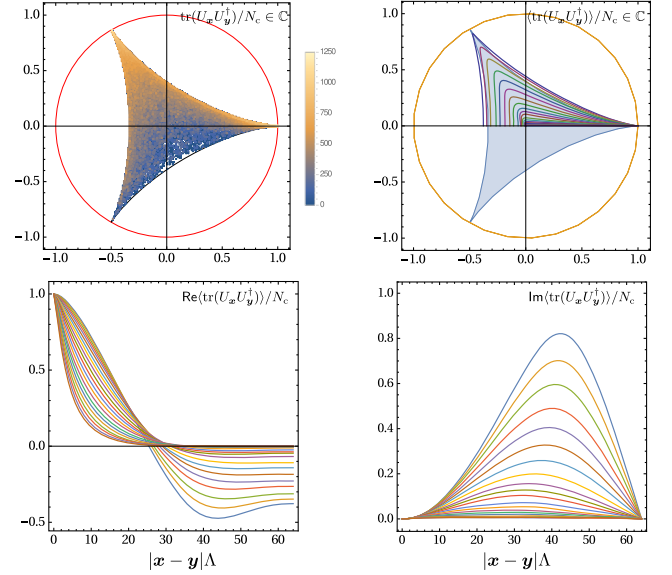 tr(U_x U_y^†)/N_c ∈ ℂ
1.0
0.5
0.0
−0.5
−1.0
−1.0 −0.5 0.0 0.5 1.0
1250
1000
750
500
250
0
⟨tr(U_x U_y^†)⟩/N_c ∈ ℂ
1.0
0.5
0.0
−0.5
−1.0
−1.0 −0.5 0.0 0.5 1.0
Re⟨tr(U_x U_y^†)⟩/N_c
1.0
0.5
0.0
−0.5
0 10 20 30 40 50 60
|x − y|Λ
Im⟨tr(U_x U_y^†)⟩/N_c
1.0
0.8
0.6
0.4
0.2
0.0
0 10 20 30 40 50 60
|x − y|Λ